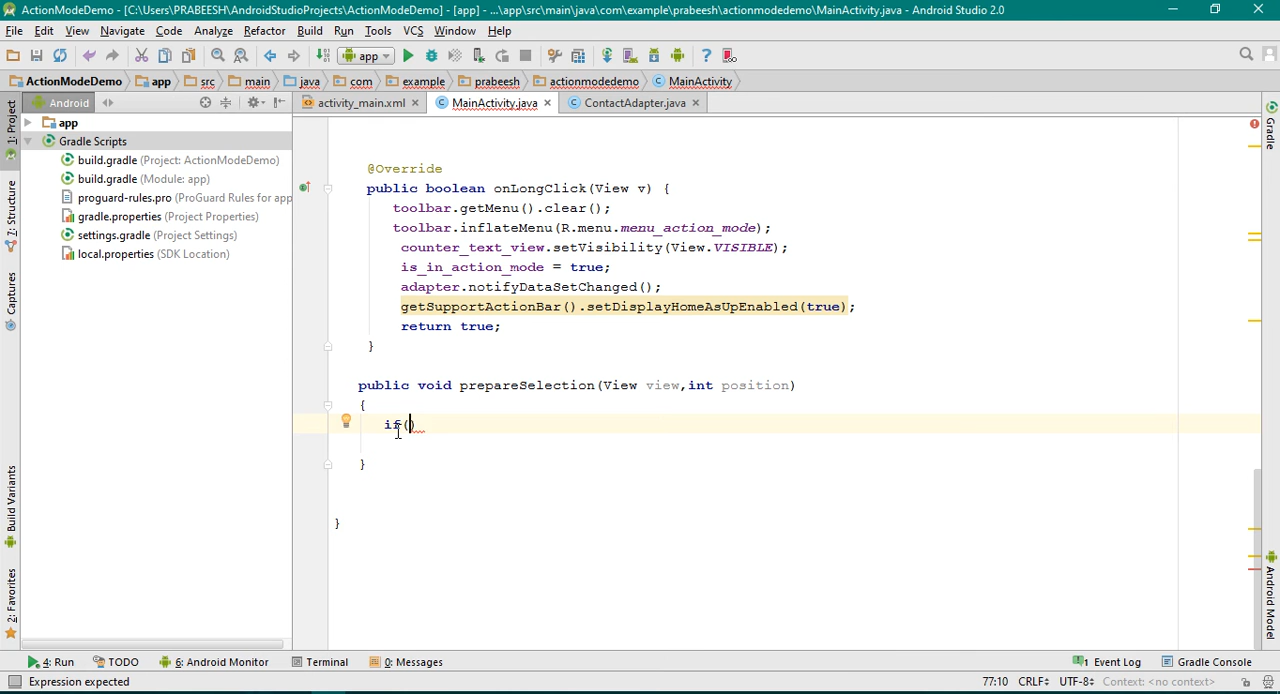 ActionModeDemo - [C:\Users\PRABEESH\AndroidStudioProjects\ActionModeDemo] - [app] - ...\app\src\main\java\com\example\prabeesh\actionmodedemo\MainActivity.java - Android Studio 2.0
File Edit View Navigate Code Analyze Refactor Build Run Tools VCS Window Help
app
ActionModeDemo app src main java com example prabeesh actionmodedemo MainActivity
1: Project
Android
activity_main.xml
MainActivity.java
ContactAdapter.java
Gradle
app
Gradle Scripts
build.gradle (Project: ActionModeDemo)
build.gradle (Module: app)
proguard-rules.pro (ProGuard Rules for app
gradle.properties (Project Properties)
settings.gradle (Project Settings)
local.properties (SDK Location)
7: Structure
Captures
Build Variants
2: Favorites
@Override
public boolean onLongClick(View v) {
toolbar.getMenu().clear();
toolbar.inflateMenu(R.menu.menu_action_mode);
counter_text_view.setVisibility(View.VISIBLE);
is_in_action_mode = true;
adapter.notifyDataSetChanged();
getSupportActionBar().setDisplayHomeAsUpEnabled(true);
return true;
}
public void prepareSelection(View view,int position)
{
if()
}
}
Android Model
4: Run TODO 6: Android Monitor Terminal 0: Messages 1 Event Log Gradle Console
Expression expected 77:10 CRLF UTF-8 Context: <no context>